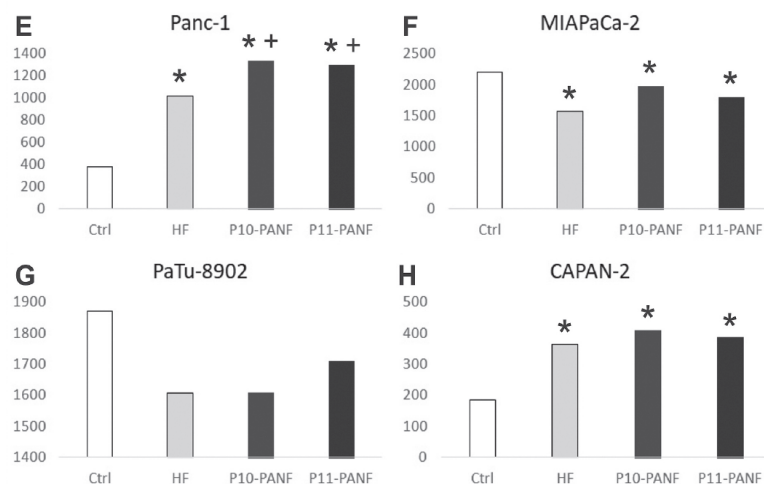 E Panc-1
1400
1200
1000
800
600
400
200
0
* *+ *+
Ctrl HF P10-PANF P11-PANF
F MIAPaCa-2
2500
2000
1500
1000
500
0
* * *
Ctrl HF P10-PANF P11-PANF
G PaTu-8902
1900
1800
1700
1600
1500
1400
Ctrl HF P10-PANF P11-PANF
H CAPAN-2
500
400
300
200
100
0
* * *
Ctrl HF P10-PANF P11-PANF